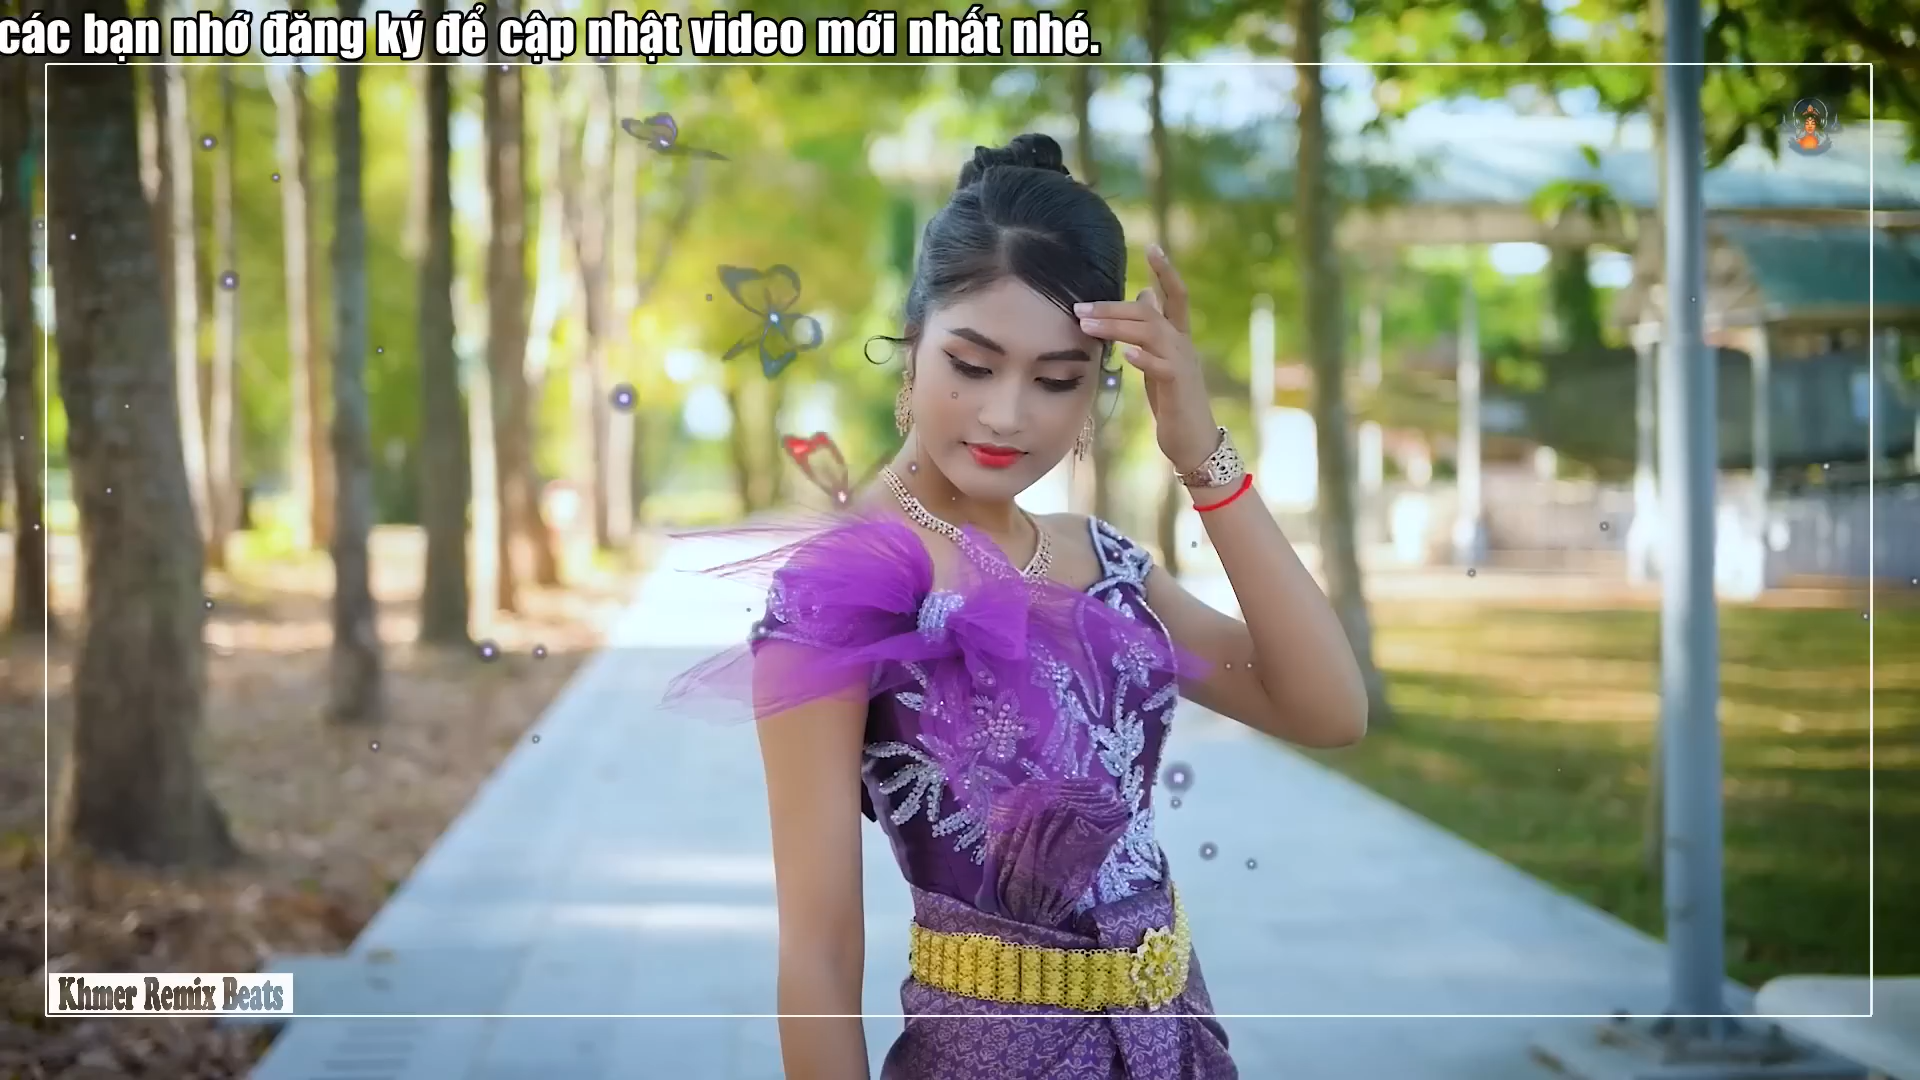 các bạn nhớ đăng ký để cập nhật video mới nhất nhé.
Khmer Remix Beats